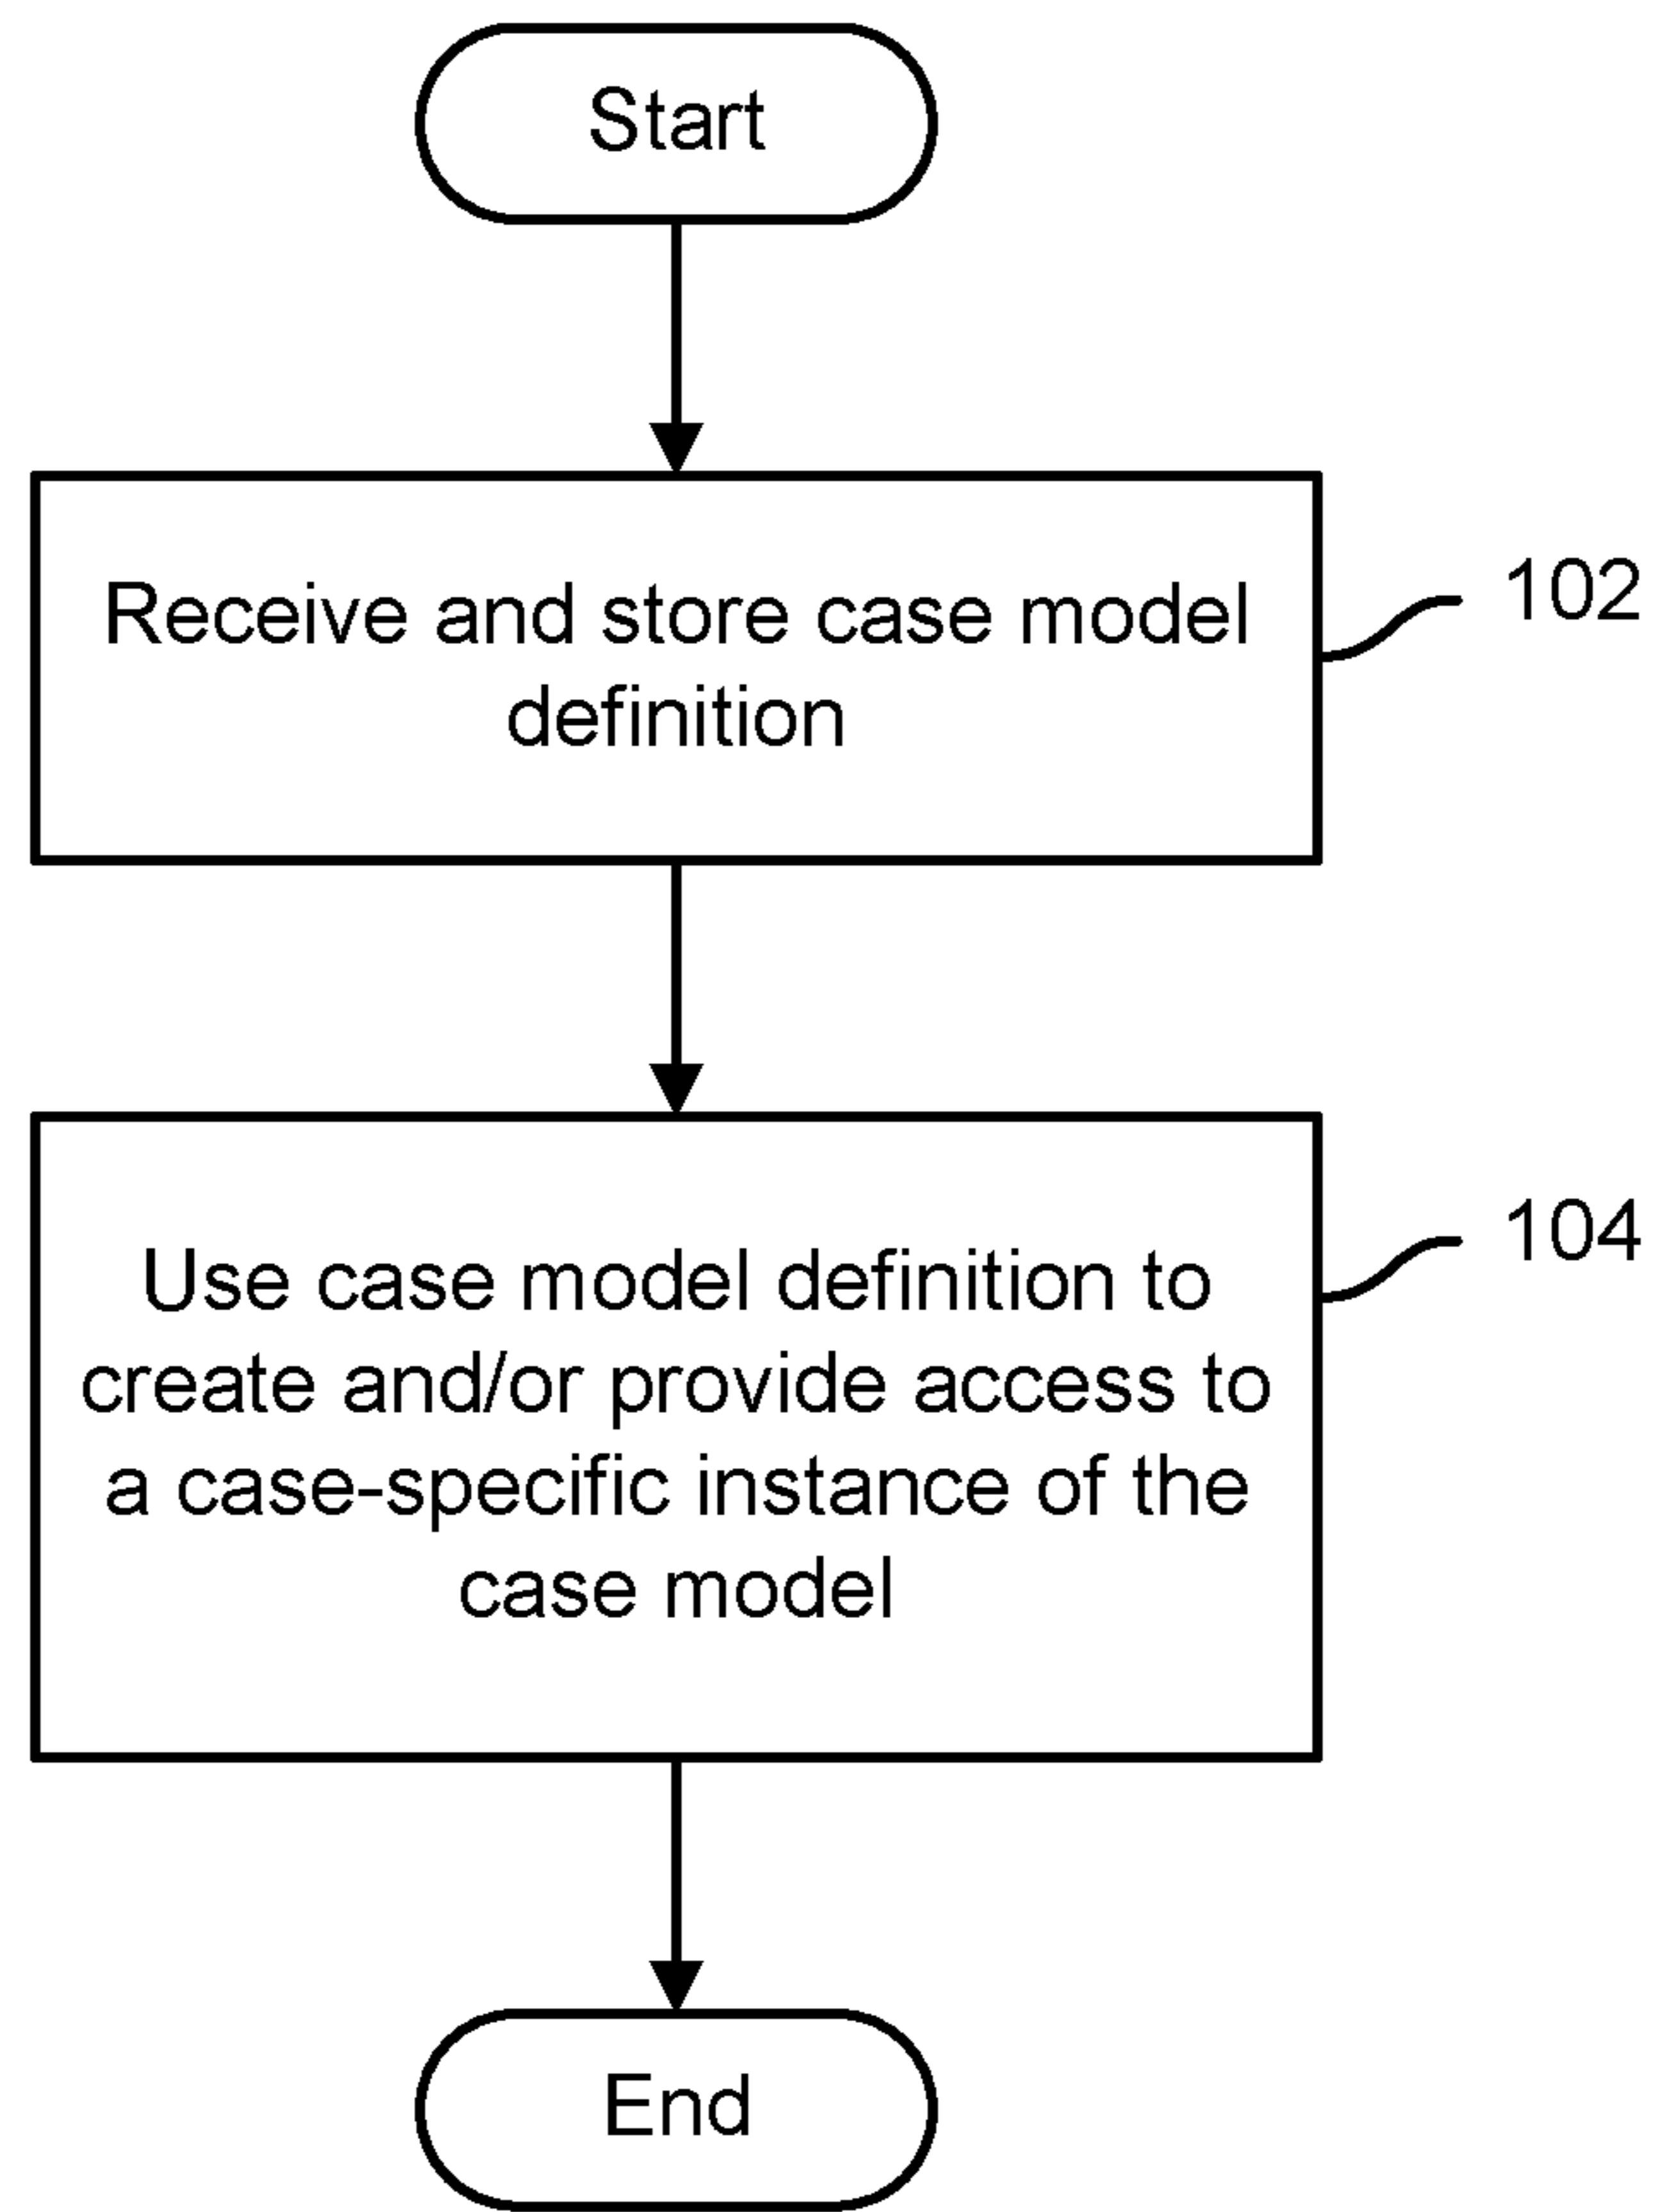 Start
Receive and store case model
definition
102
Use case model definition to
create and/or provide access to
a case-specific instance of the
case model
104
End